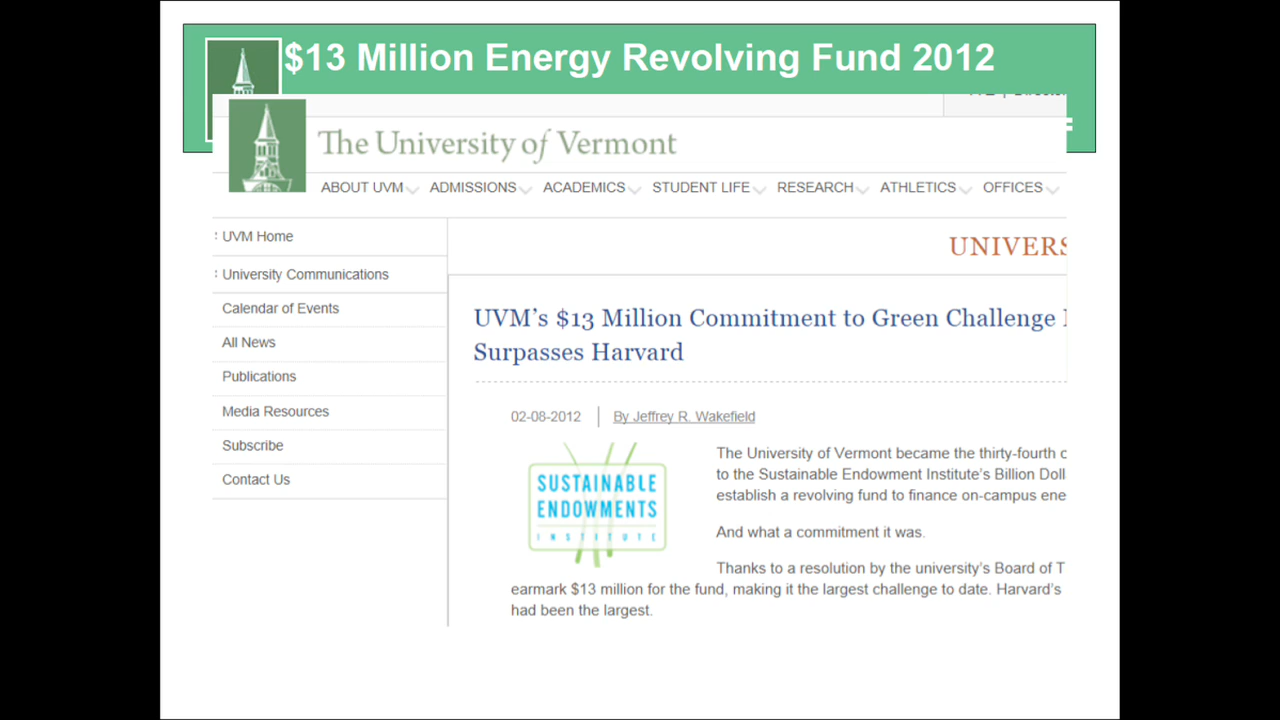 $13 Million Energy Revolving Fund 2012
The University of Vermont
ABOUT UVM ADMISSIONS ACADEMICS STUDENT LIFE RESEARCH ATHLETICS OFFICES
: UVM Home
: University Communications
Calendar of Events
All News
Publications
Media Resources
Subscribe
Contact Us
UNIVERS
UVM’s $13 Million Commitment to Green Challenge
Surpasses Harvard
02-08-2012 By Jeffrey R. Wakefield
SUSTAINABLE
ENDOWMENTS
INSTITUTE
The University of Vermont became the thirty-fourth c
to the Sustainable Endowment Institute’s Billion Doll
establish a revolving fund to finance on-campus ene
And what a commitment it was.
Thanks to a resolution by the university’s Board of T
earmark $13 million for the fund, making it the largest challenge to date. Harvard’s
had been the largest.